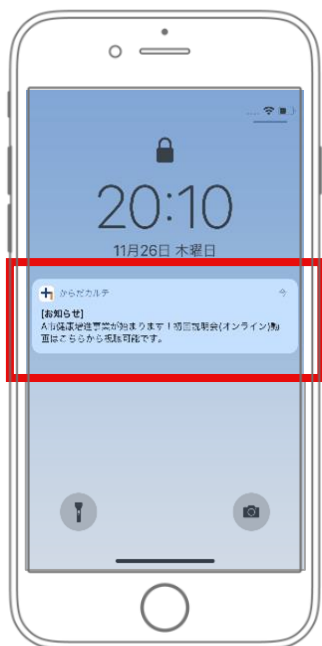 20:10
11月26日 木曜日
からだカルテ 今
[お知らせ]
A市健康増進事業が始まります！初回説明会(オンライン)動
画はこちらから視聴可能です。